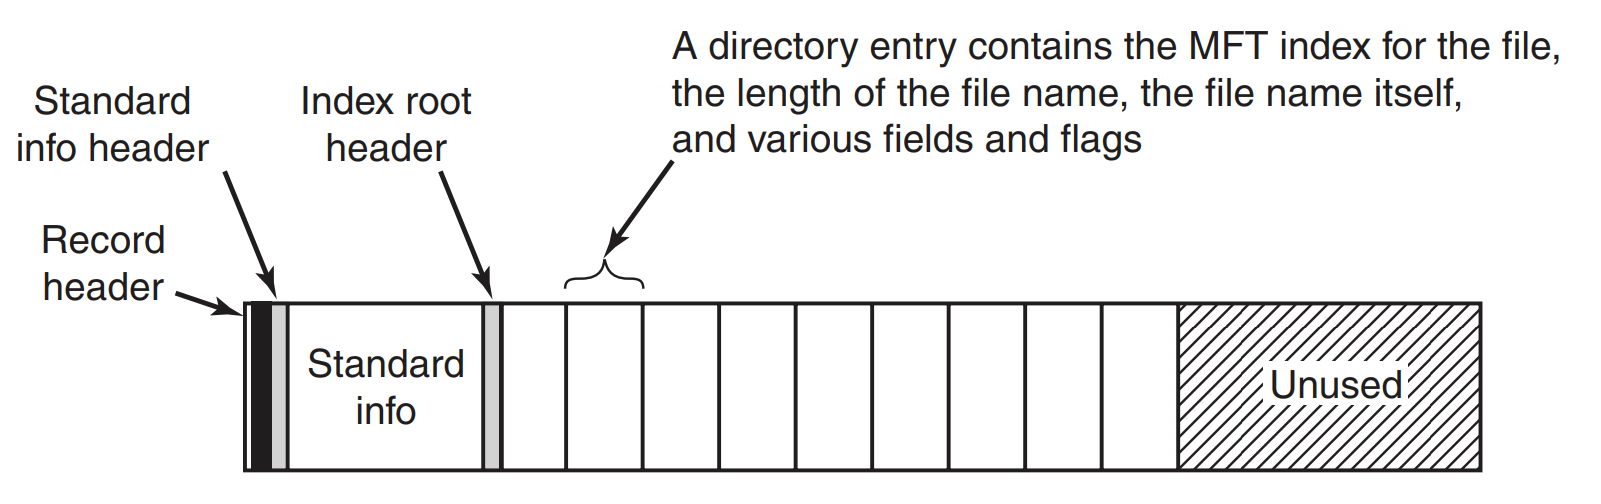 A directory entry contains the MFT index for the file,
the length of the file name, the file name itself,
and various fields and flags
Standard
info header
Index root
header
Record
header
Standard
info
Unused